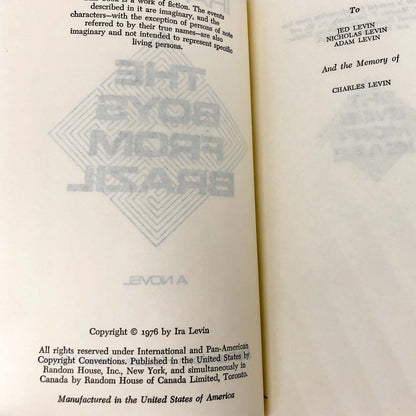 book is a work of fiction. The events
described in it are imaginary, and the
characters—with the exception of persons of note
referred to by their true names—are also
imaginary and not intended to represent specific
living persons.
THE
BOYS
FROM
BRAZIL
A NOVEL
Copyright © 1976 by Ira Levin
All rights reserved under International and Pan-American
Copyright Conventions. Published in the United States by
Random House, Inc., New York, and simultaneously in
Canada by Random House of Canada Limited, Toronto.
Manufactured in the United States of America
To
JED LEVIN
NICHOLAS LEVIN
ADAM LEVIN
And the Memory of
CHARLES LEVIN